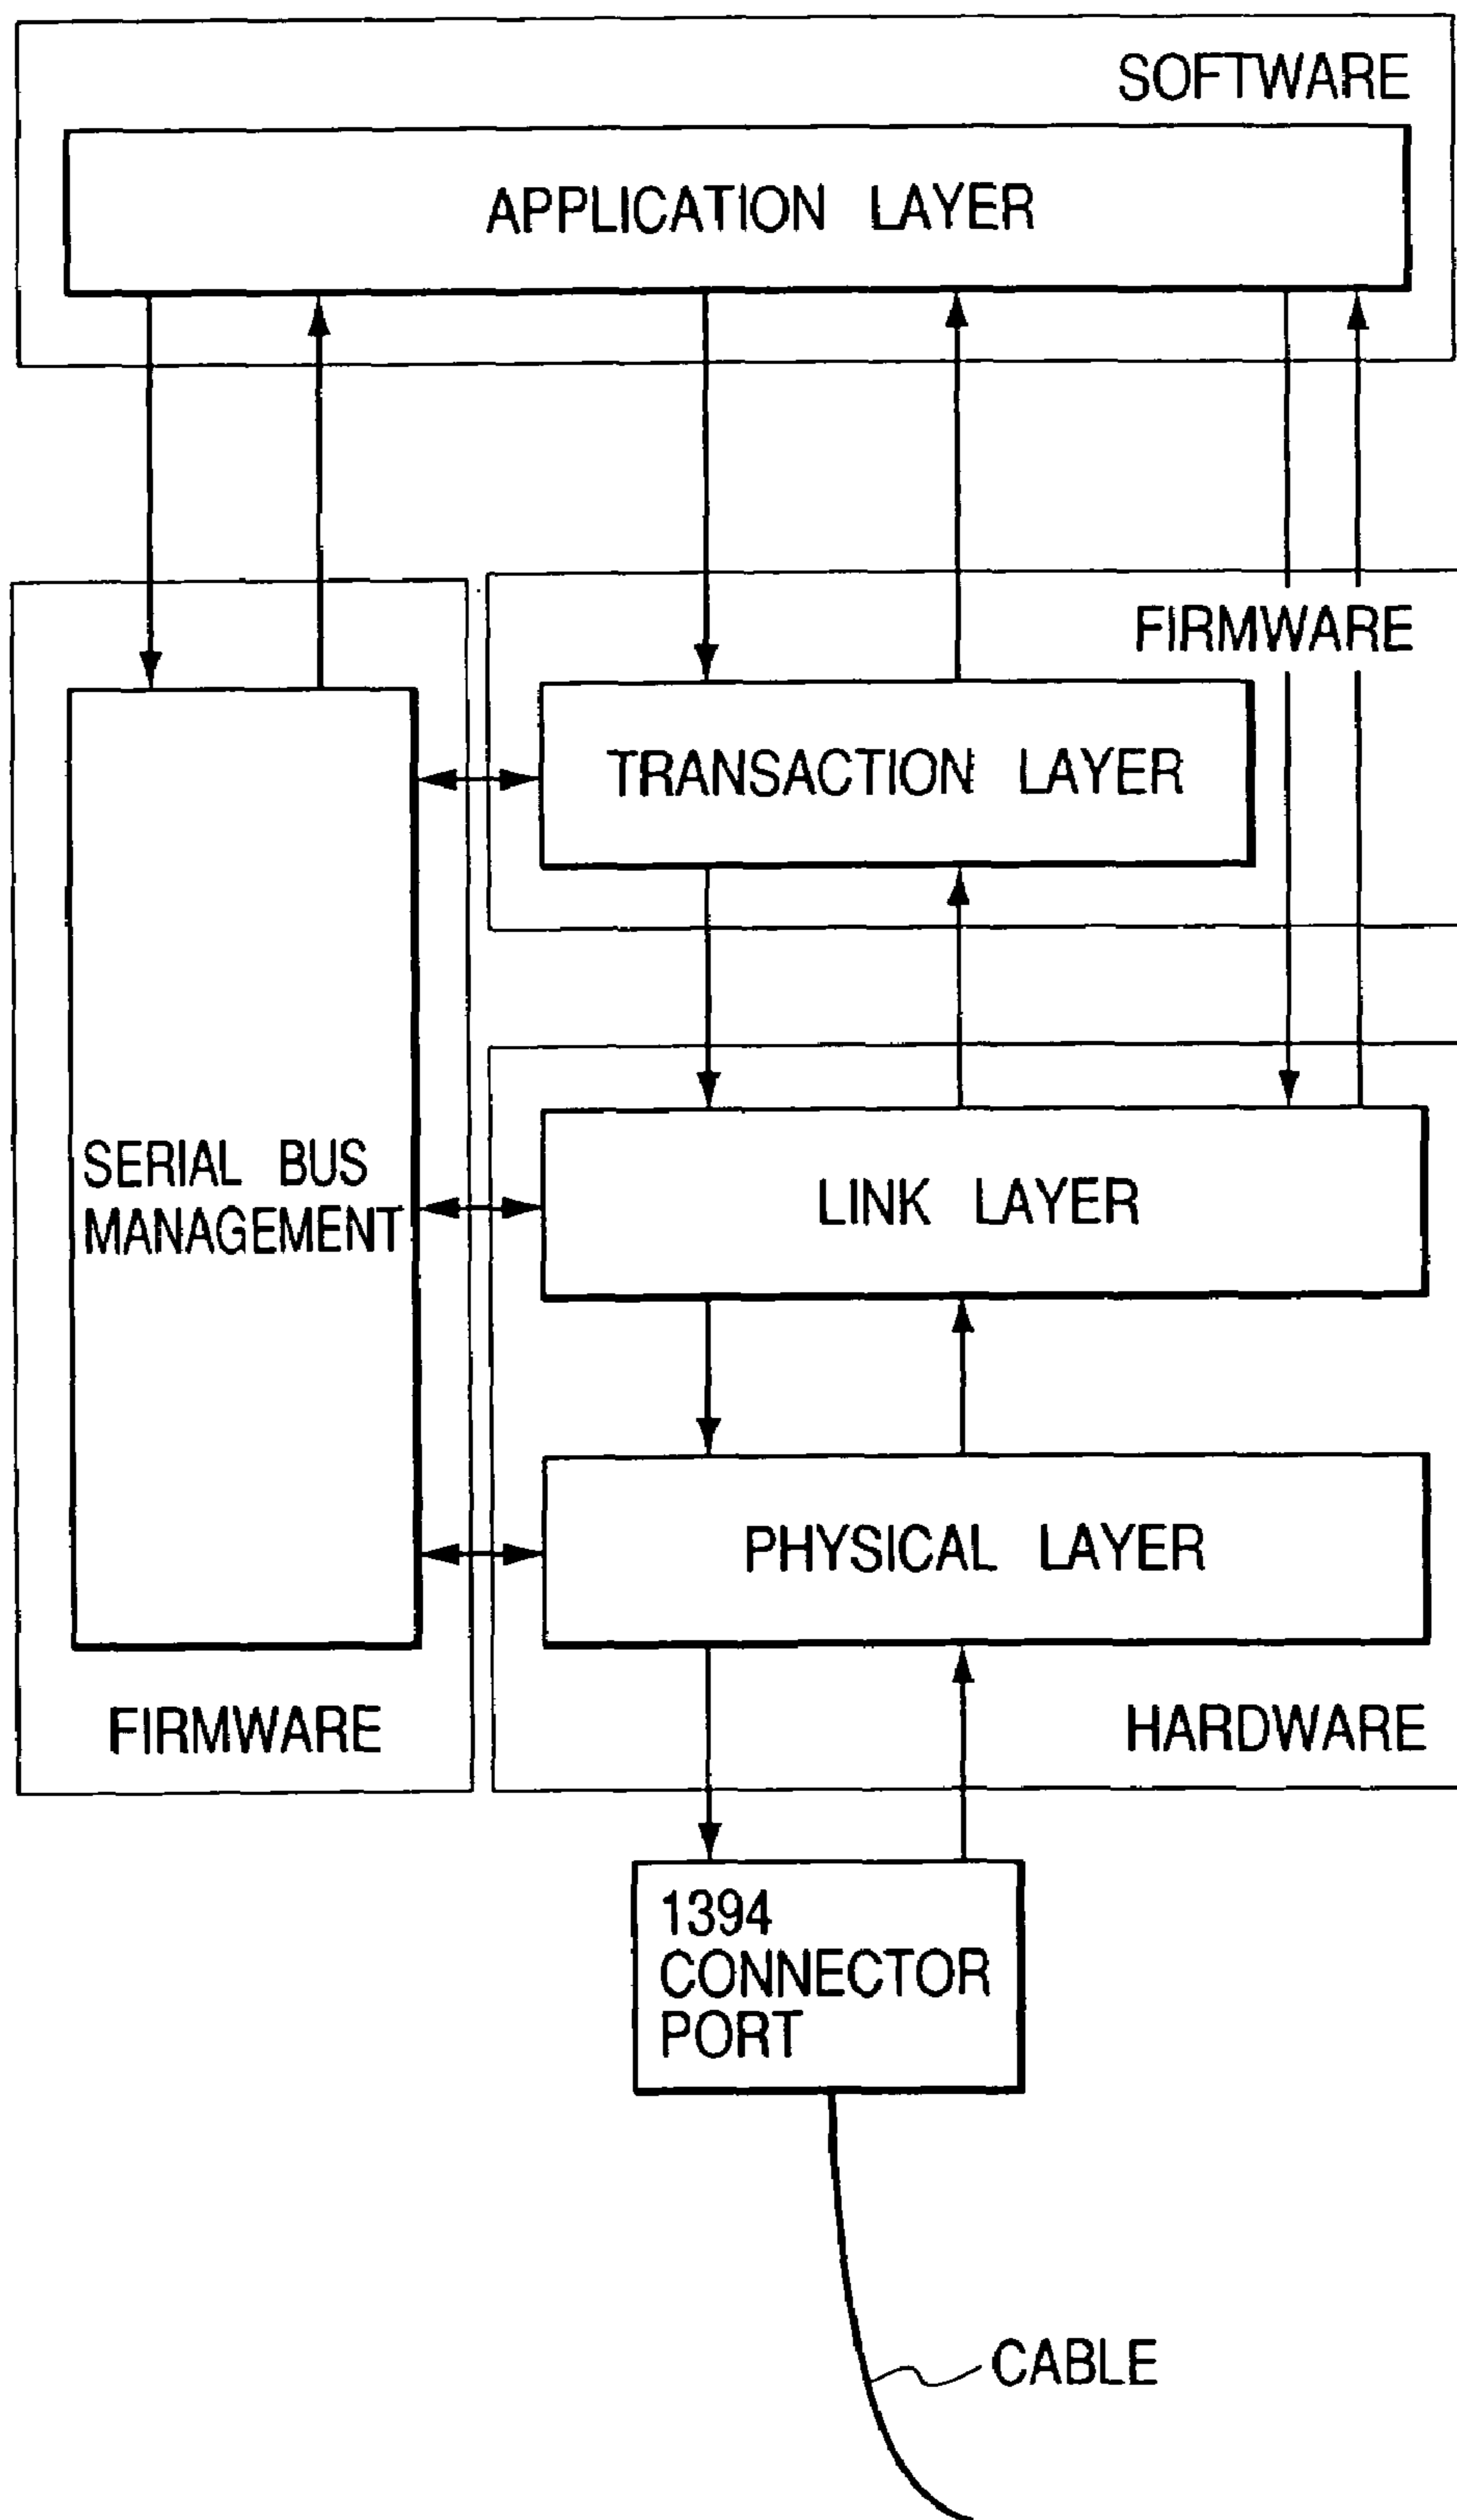 SOFTWARE
APPLICATION LAYER
FIRMWARE
TRANSACTION LAYER
SERIAL BUS
MANAGEMENT
LINK LAYER
PHYSICAL LAYER
FIRMWARE
HARDWARE
1394
CONNECTOR
PORT
CABLE